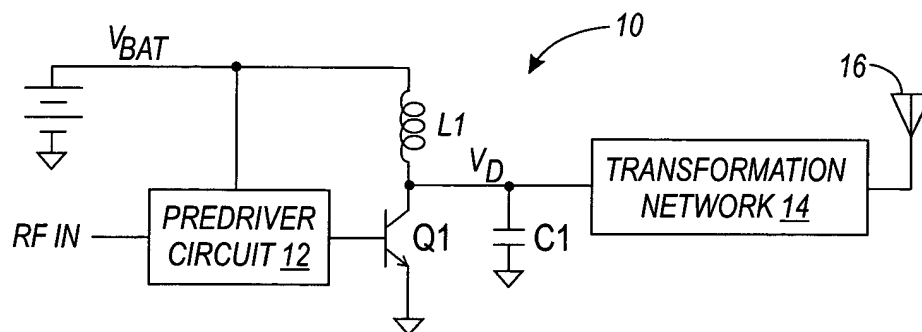 V_BAT
10
16
L1
V_D
TRANSFORMATION
NETWORK 14
RF IN
PREDRIVER
CIRCUIT 12
Q1
C1